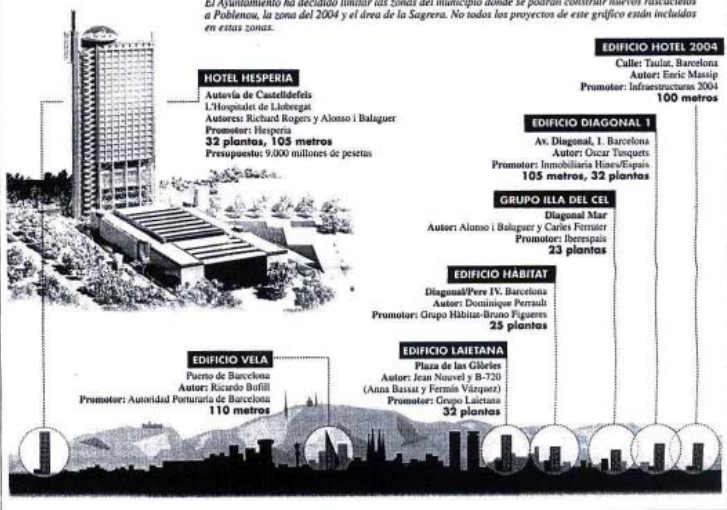 El Ayuntamiento ha decidido limitar las zonas del municipio donde se podrán construir nuevos rascacielos
a Poblenou, la zona del 2004 y el área de la Sagrera. No todos los proyectos de este gráfico están incluidos
en estas zonas.
HOTEL HESPERIA
Autovía de Castelldefels
L'Hospitalet de Llobregat
Autores: Richard Rogers y Alonso i Balaguer
Promotor: Hesperia
32 plantas, 105 metros
Presupuesto: 9.000 millones de pesetas
EDIFICIO HOTEL 2004
Calle: Taulat, Barcelona
Autor: Enric Massip
Promotor: Infraestructuras 2004
100 metros
EDIFICIO DIAGONAL 1
Av. Diagonal, 1. Barcelona
Autor: Oscar Tusquets
Promotor: Inmobiliaria Hines/Espais
105 metros, 32 plantas
GRUPO ILLA DEL CEL
Diagonal Mar
Autor: Alonso i Balaguer y Carles Ferrater
Promotor: Iberespais
23 plantas
EDIFICIO HÀBITAT
Diagonal/Pere IV. Barcelona
Autor: Dominique Perrault
Promotor: Grupo Hàbitat-Bruno Figueres
25 plantas
EDIFICIO VELA
Puerto de Barcelona
Autor: Ricardo Bofill
Promotor: Autoridad Porturaria de Barcelona
110 metros
EDIFICIO LAIETANA
Plaza de las Glòries
Autor: Jean Nouvel y B-720
(Anna Bassat y Fermín Vázquez)
Promotor: Grupo Laietana
32 plantas